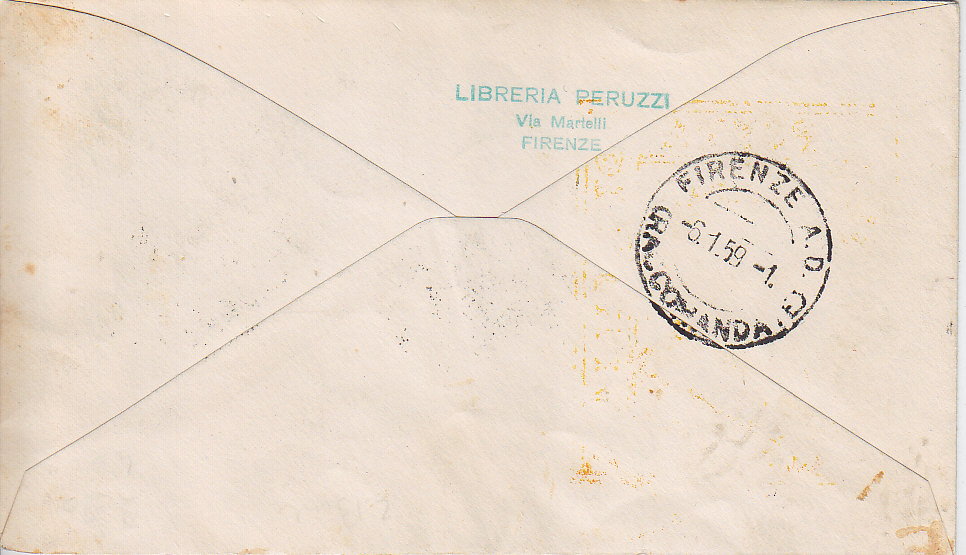 LIBRERIA PERUZZI
Via Martelli
FIRENZE
FIRENZE A.D.
-6.1.59-1.